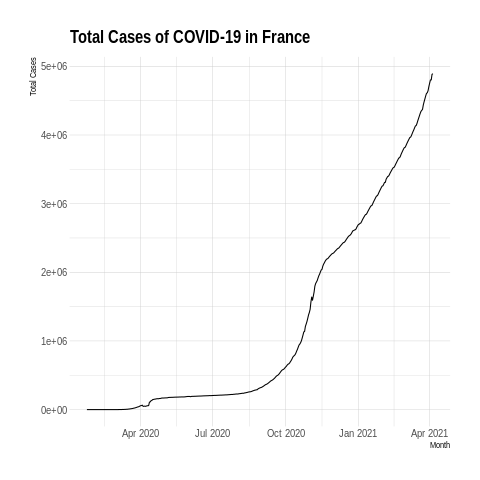 Total Cases of COVID-19 in France
Total Cases
5e+06
4e+06
3e+06
2e+06
1e+06
0e+00
Apr 2020 Jul 2020 Oct 2020 Jan 2021 Apr 2021
Month